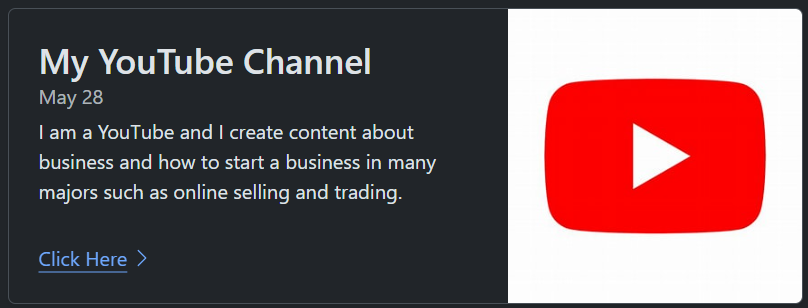 My YouTube Channel
May 28
I am a YouTube and I create content about
business and how to start a business in many
majors such as online selling and trading.
Click Here